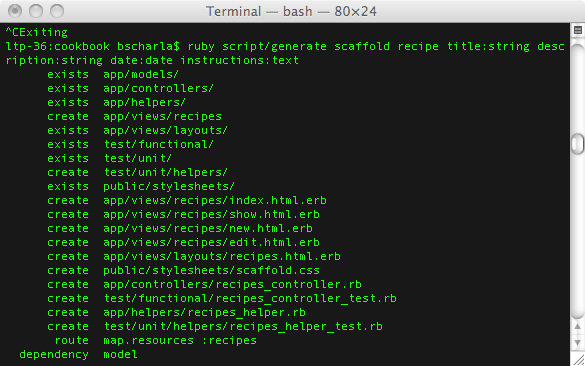 Terminal — bash — 80×24
^CExiting
ltp-36:cookbook bscharla$ ruby script/generate scaffold recipe title:string desc
ription:string date:date instructions:text
exists  app/models/
exists  app/controllers/
exists  app/helpers/
create  app/views/recipes
exists  app/views/layouts/
exists  test/functional/
exists  test/unit/
create  test/unit/helpers/
exists  public/stylesheets/
create  app/views/recipes/index.html.erb
create  app/views/recipes/show.html.erb
create  app/views/recipes/new.html.erb
create  app/views/recipes/edit.html.erb
create  app/views/layouts/recipes.html.erb
create  public/stylesheets/scaffold.css
create  app/controllers/recipes_controller.rb
create  test/functional/recipes_controller_test.rb
create  app/helpers/recipes_helper.rb
create  test/unit/helpers/recipes_helper_test.rb
route  map.resources :recipes
dependency  model